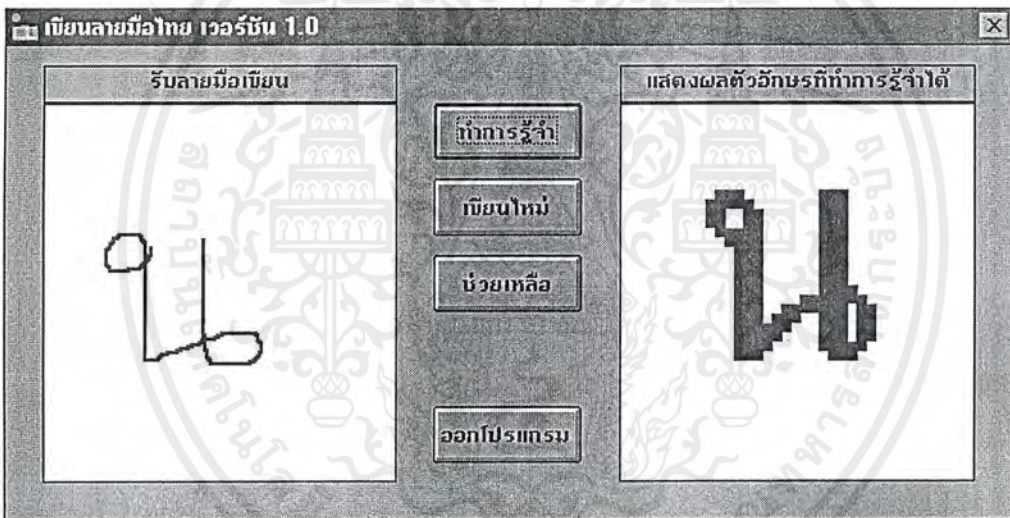 เขียนลายมือไทย เวอร์ชัน 1.0
รับลายมือเขียน
แสดงผลตัวอักษรที่ทำการรู้จำได้
ทำการรู้จำ
เขียนใหม่
ช่วยเหลือ
ออกโปรแกรม
น
น